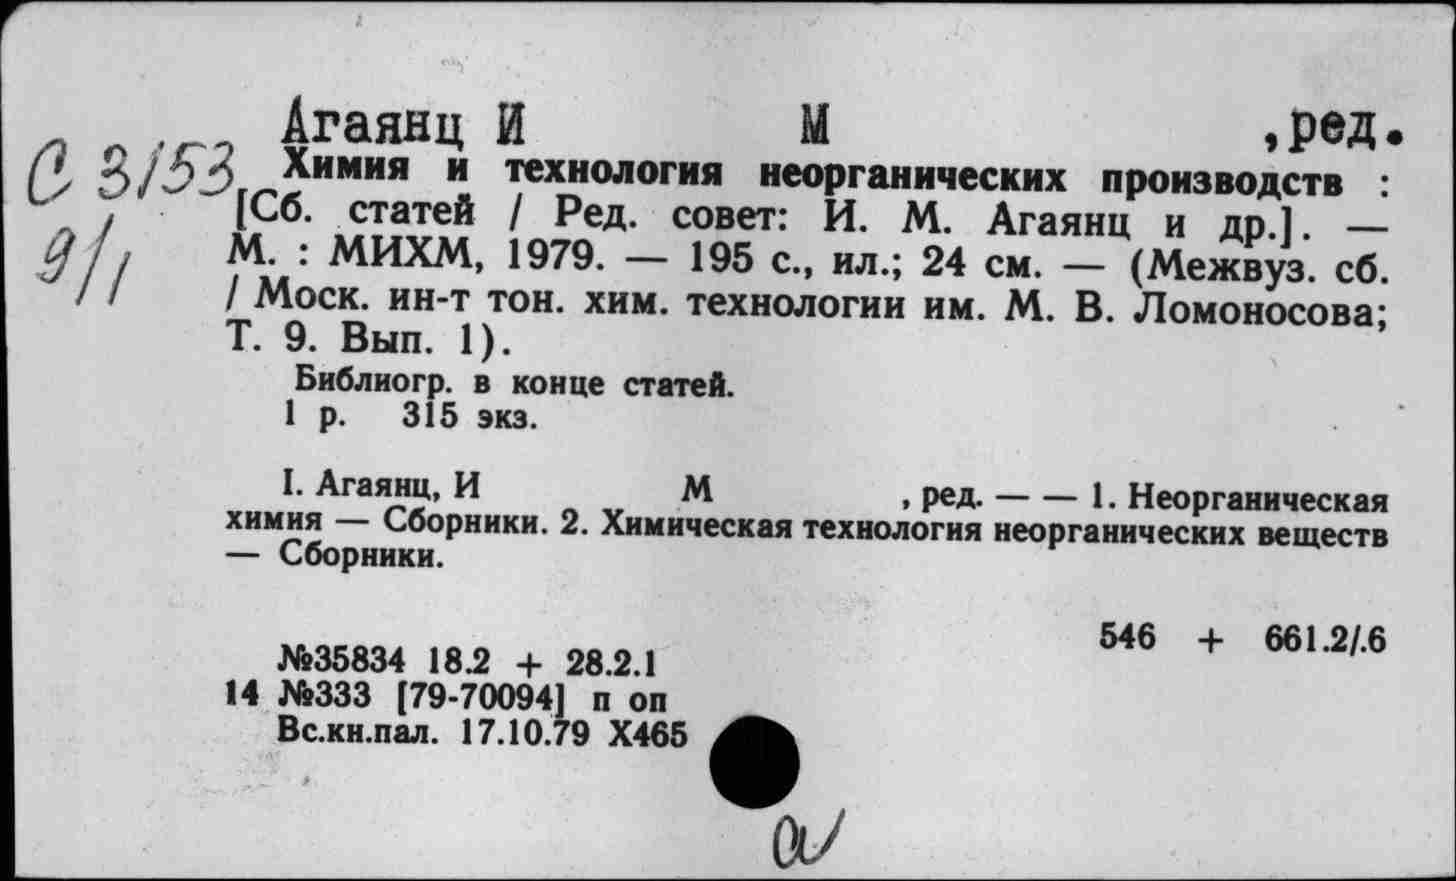 Агаянц И М ,ред.
С 3/53
9/1
Химия и технология неорганических производств :
[Сб. статей / Ред. совет: И. М. Агаянц и др.]. —
М. : МИХМ, 1979. — 195 с., ил.; 24 см. — (Межвуз. сб.
/ Моск. ин-т тон. хим. технологии им. М. В. Ломоносова;
Т. 9. Вып. 1).
Библиогр. в конце статей.
1 р. 315 экз.
I. Агаянц, И М , ред. — — 1. Неорганическая
химия — Сборники. 2. Химическая технология неорганических веществ
— Сборники.
546 + 661.2/.6
№35834 18.2 + 28.2.1
14 №333 [79-70094] п оп
Вс.кн.пал. 17.10.79 Х465